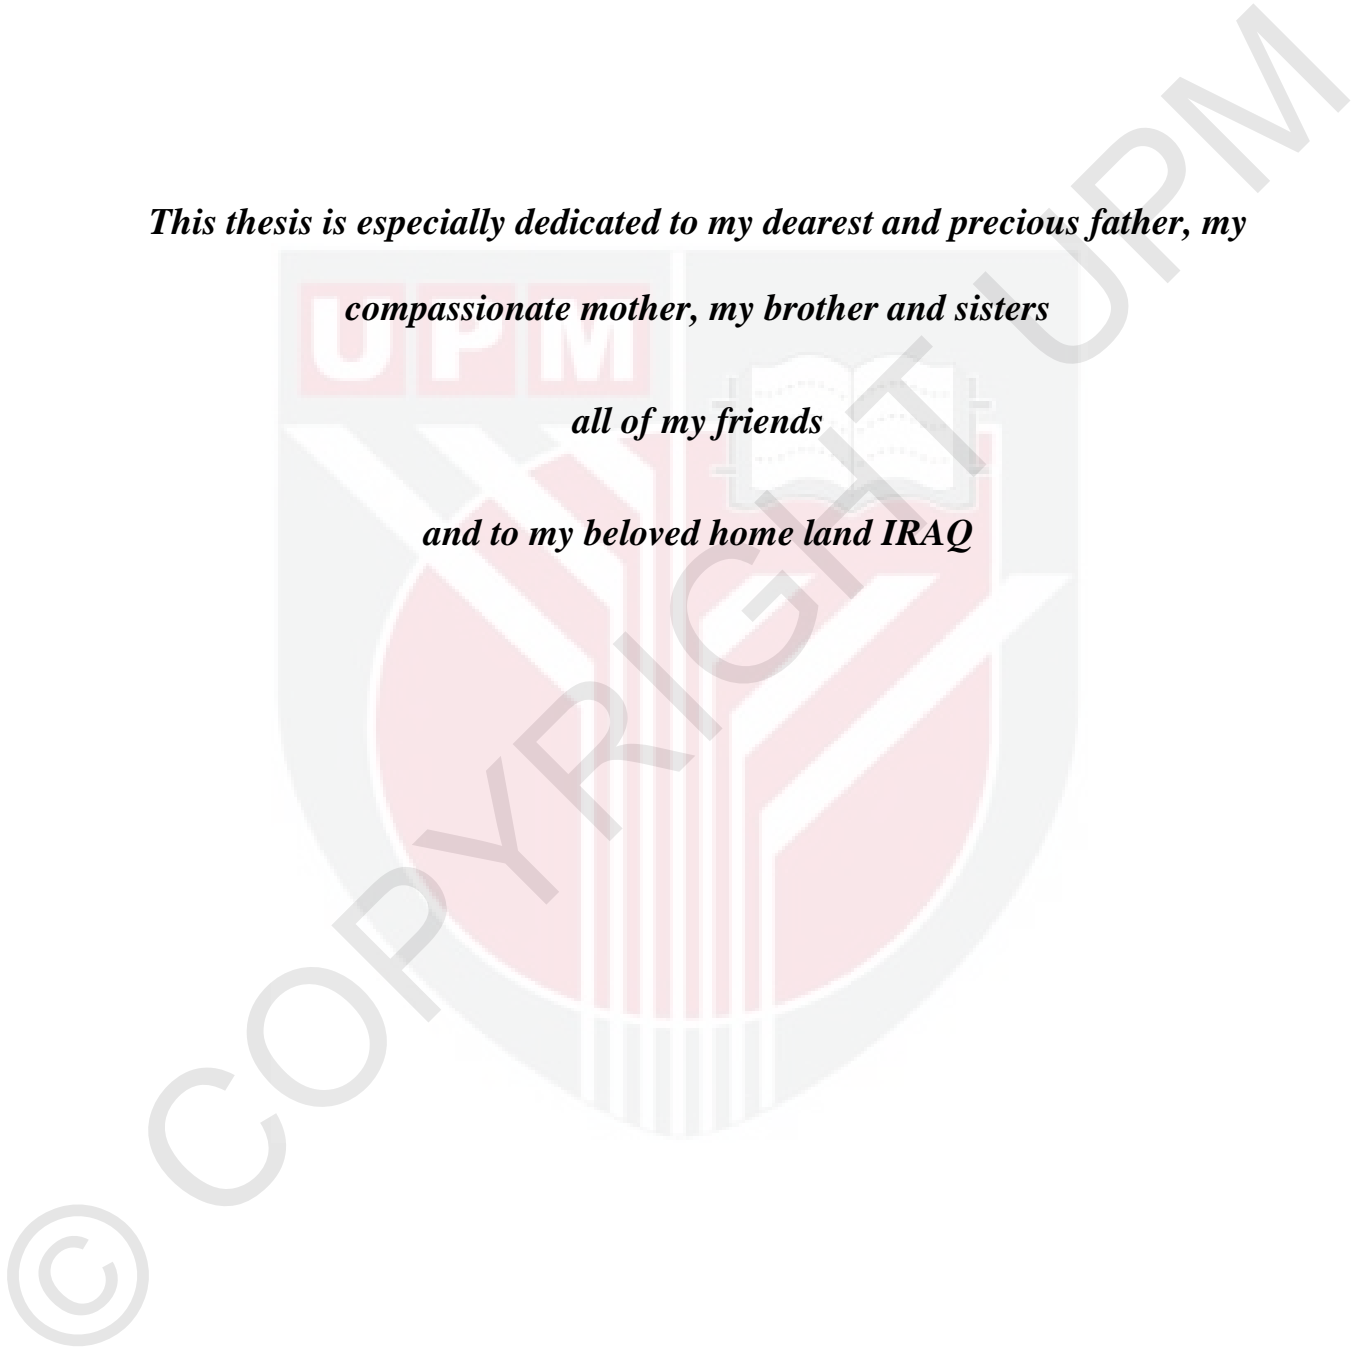 This thesis is especially dedicated to my dearest and precious father, my
compassionate mother, my brother and sisters
all of my friends
and to my beloved home land IRAQ
UPM
© COPYRIGHT UPM